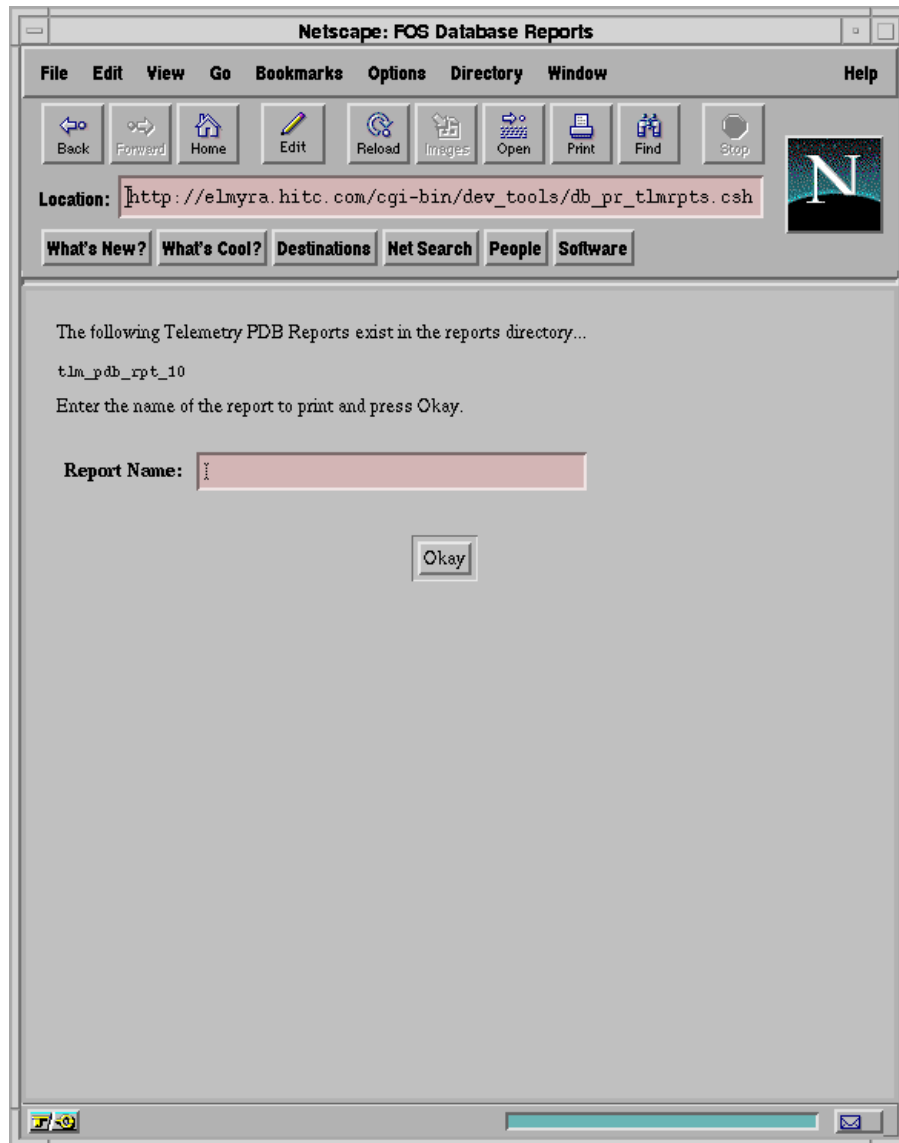 Netscape: FOS Database Reports
File Edit View Go Bookmarks Options Directory Window Help
Back Forward Home Edit Reload Images Open Print Find Stop
Location: http://elmyra.hitc.com/cgi-bin/dev_tools/db_pr_tlmrpts.csh
N
What's New? What's Cool? Destinations Net Search People Software
The following Telemetry PDB Reports exist in the reports directory...
tlm_pdb_rpt_10
Enter the name of the report to print and press Okay.
Report Name:
Okay